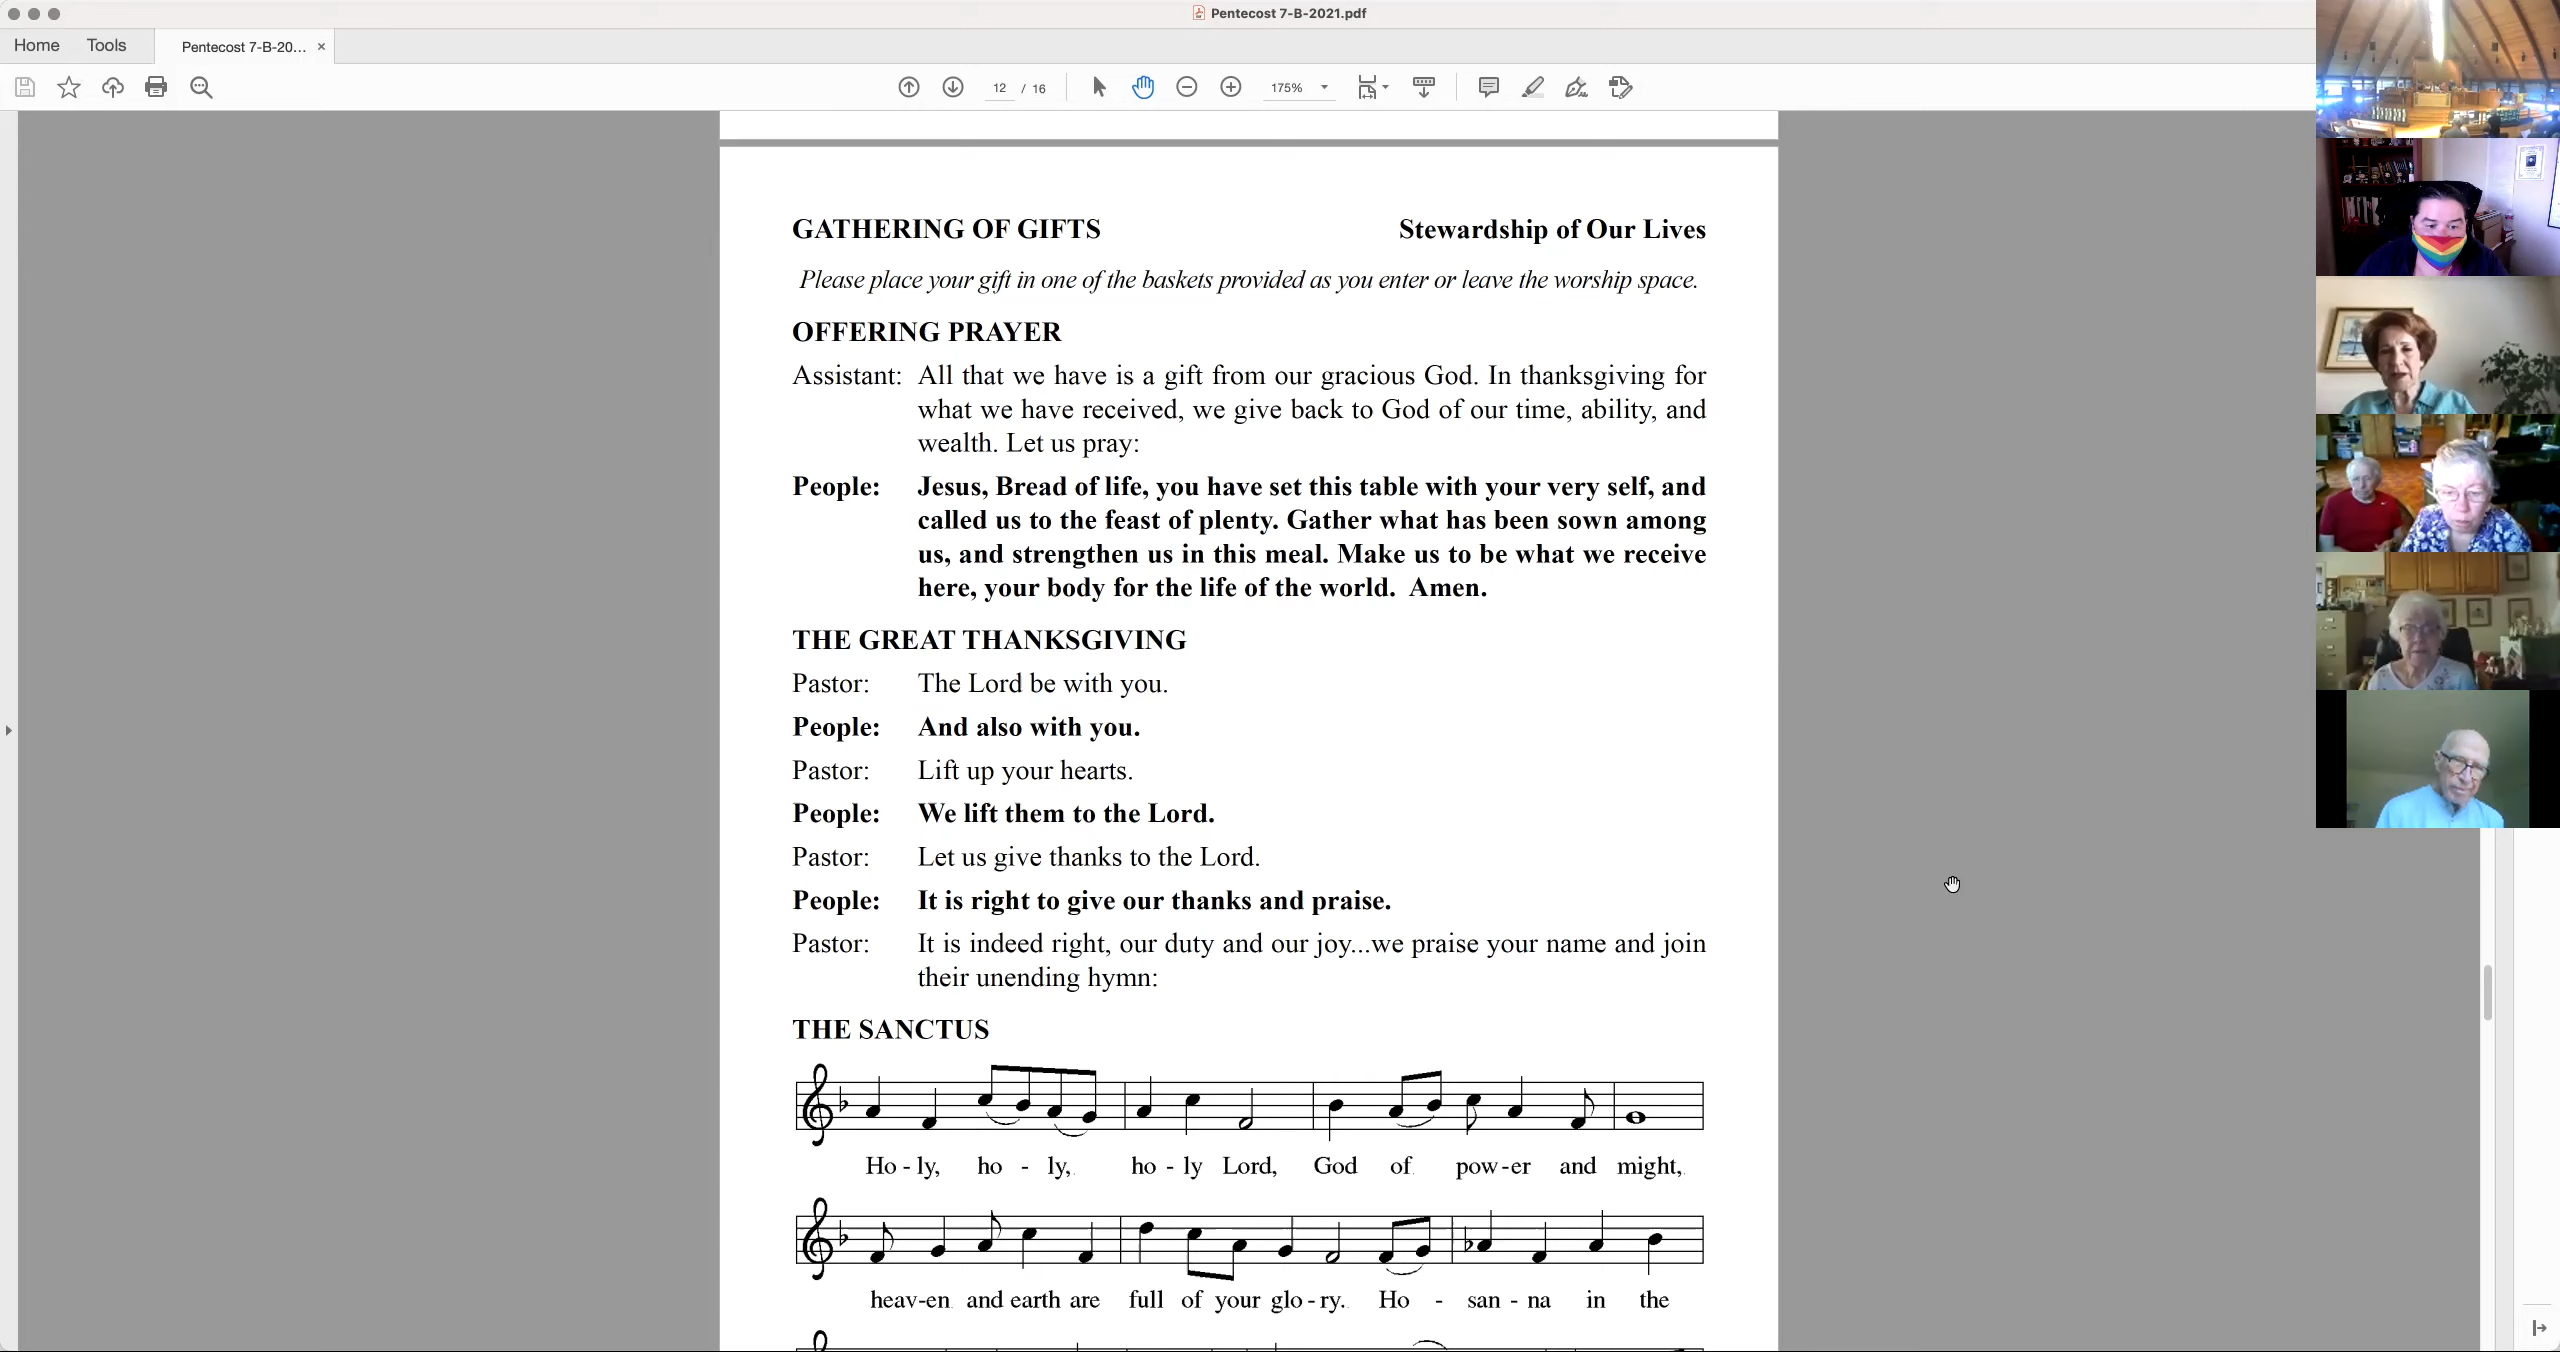 Pentecost 7-B-2021.pdf
Home Tools Pentecost 7-B-20... ×
12 / 16 175%
GATHERING OF GIFTS Stewardship of Our Lives
Please place your gift in one of the baskets provided as you enter or leave the worship space.
OFFERING PRAYER
Assistant: All that we have is a gift from our gracious God. In thanksgiving for
what we have received, we give back to God of our time, ability, and
wealth. Let us pray:
People: Jesus, Bread of life, you have set this table with your very self, and
called us to the feast of plenty. Gather what has been sown among
us, and strengthen us in this meal. Make us to be what we receive
here, your body for the life of the world. Amen.
THE GREAT THANKSGIVING
Pastor: The Lord be with you.
People: And also with you.
Pastor: Lift up your hearts.
People: We lift them to the Lord.
Pastor: Let us give thanks to the Lord.
People: It is right to give our thanks and praise.
Pastor: It is indeed right, our duty and our joy...we praise your name and join
their unending hymn:
THE SANCTUS
Ho - ly, ho - ly, ho - ly Lord, God of pow - er and might,
heav - en and earth are full of your glo - ry. Ho - san - na in the